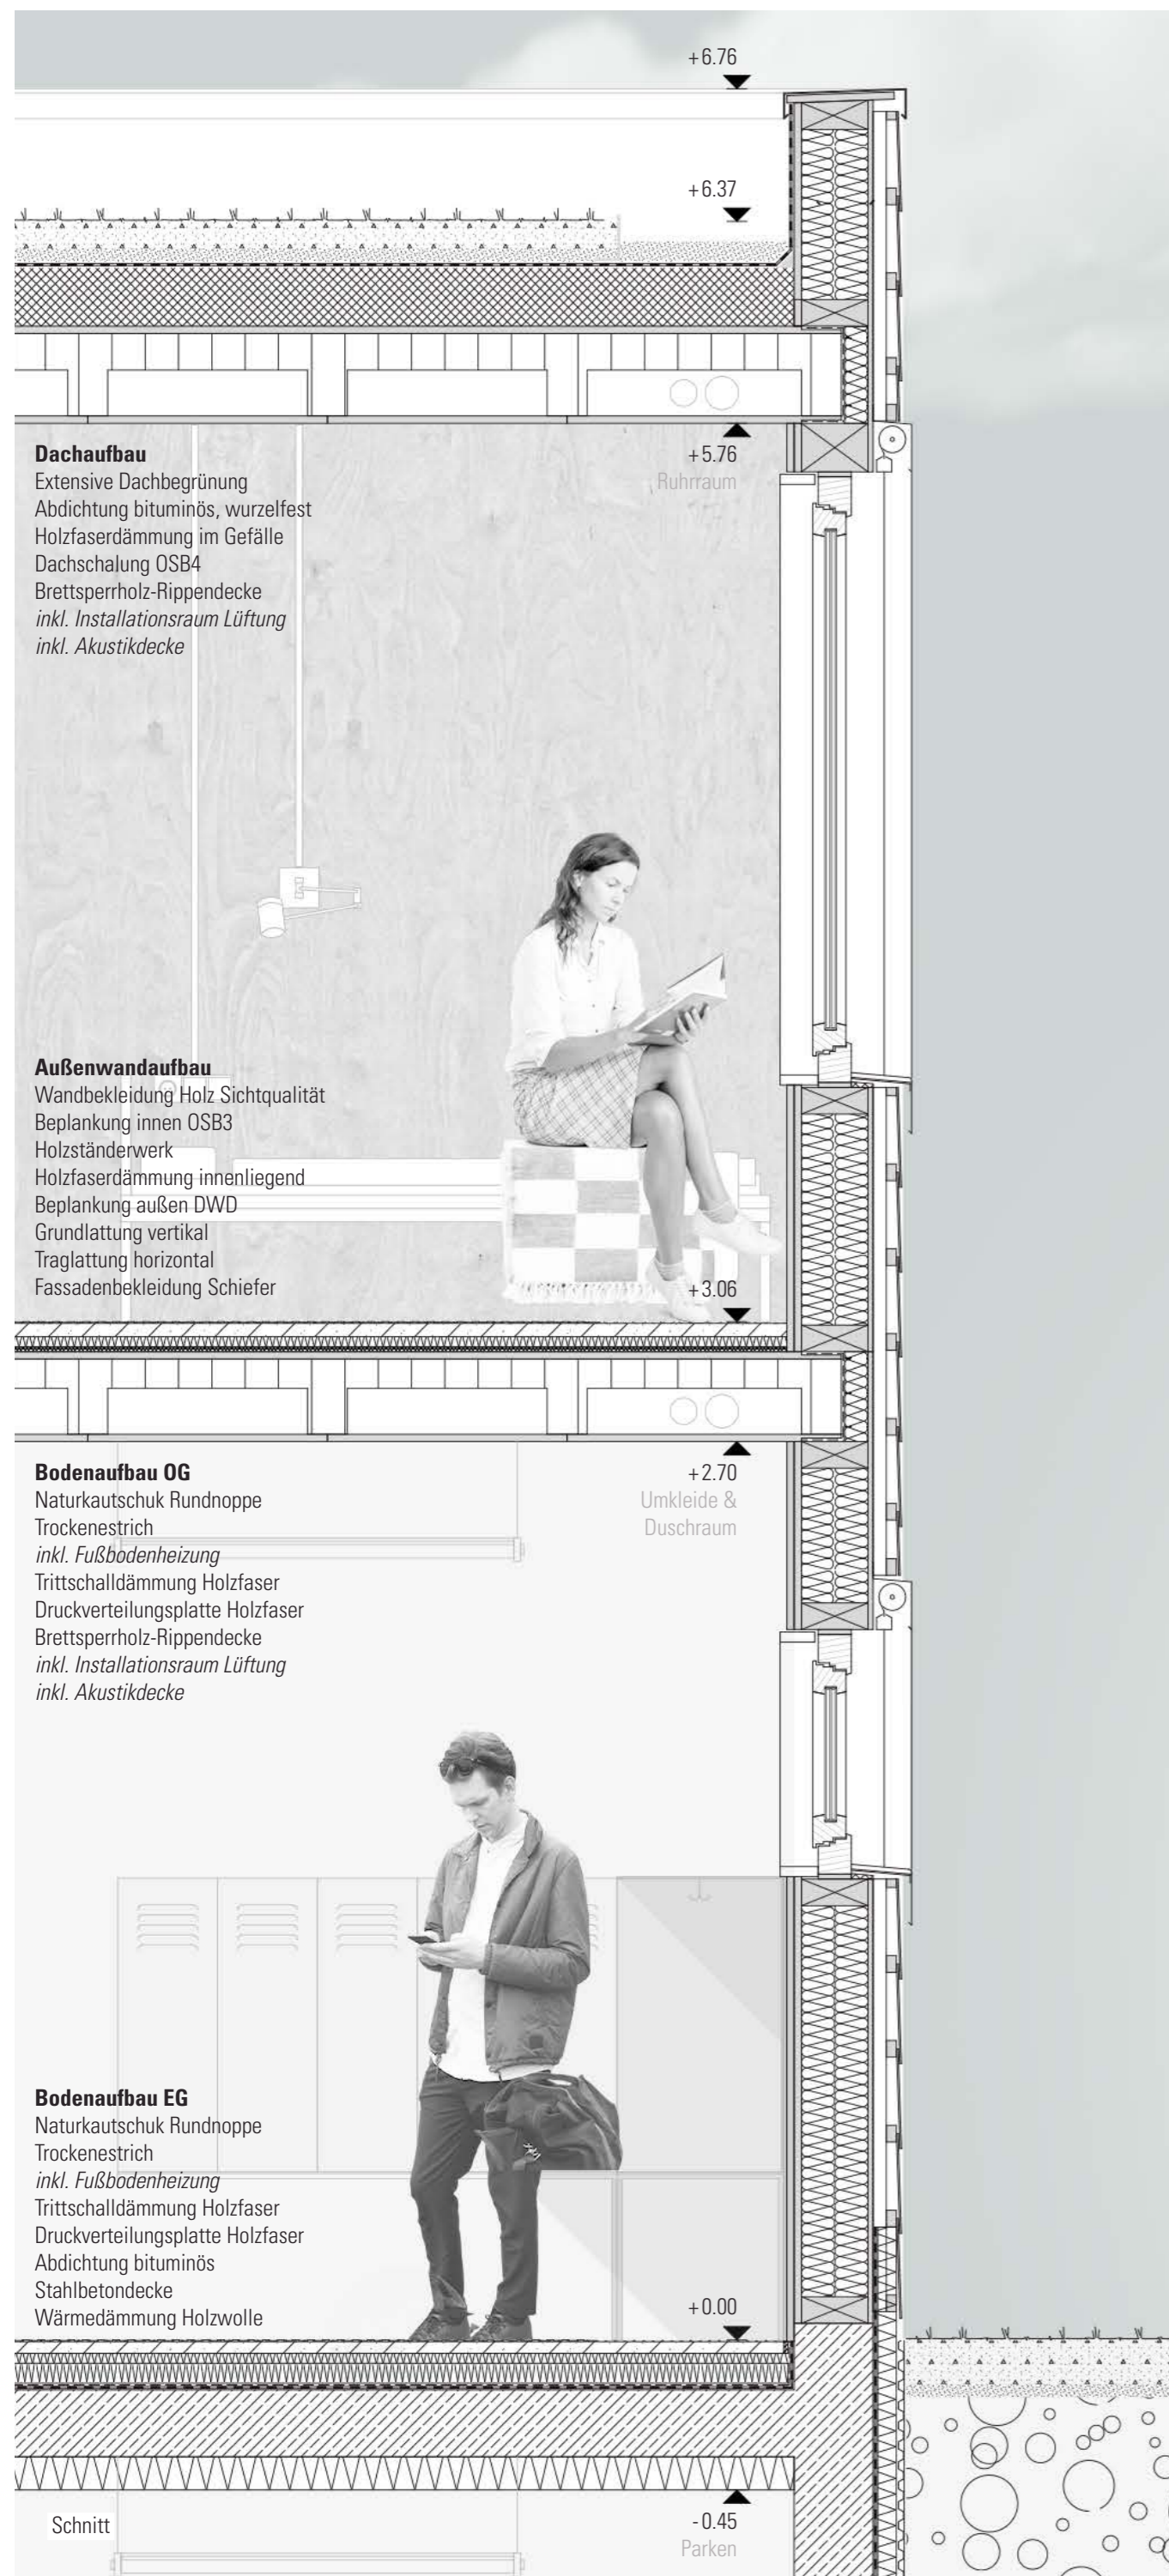 +6.76
+6.37
Dachaufbau
Extensive Dachbegrünung
Abdichtung bituminös, wurzelfest
Holzfaserdämmung im Gefälle
Dachschalung OSB4
Brettsperrholz-Rippendecke
inkl. Installationsraum Lüftung
inkl. Akustikdecke
+5.76
Ruhrraum
Außenwandaufbau
Wandbekleidung Holz Sichtqualität
Beplankung innen OSB3
Holzständerwerk
Holzfaserdämmung innenliegend
Beplankung außen DWD
Grundlattung vertikal
Traglattung horizontal
Fassadenbekleidung Schiefer
+3.06
Bodenaufbau OG
Naturkautschuk Rundnoppe
Trockenestrich
inkl. Fußbodenheizung
Trittschalldämmung Holzfaser
Druckverteilungsplatte Holzfaser
Brettsperrholz-Rippendecke
inkl. Installationsraum Lüftung
inkl. Akustikdecke
+2.70
Umkleide &
Duschraum
Bodenaufbau EG
Naturkautschuk Rundnoppe
Trockenestrich
inkl. Fußbodenheizung
Trittschalldämmung Holzfaser
Druckverteilungsplatte Holzfaser
Abdichtung bituminös
Stahlbetondecke
Wärmedämmung Holzwolle
+0.00
Schnitt
-0.45
Parken